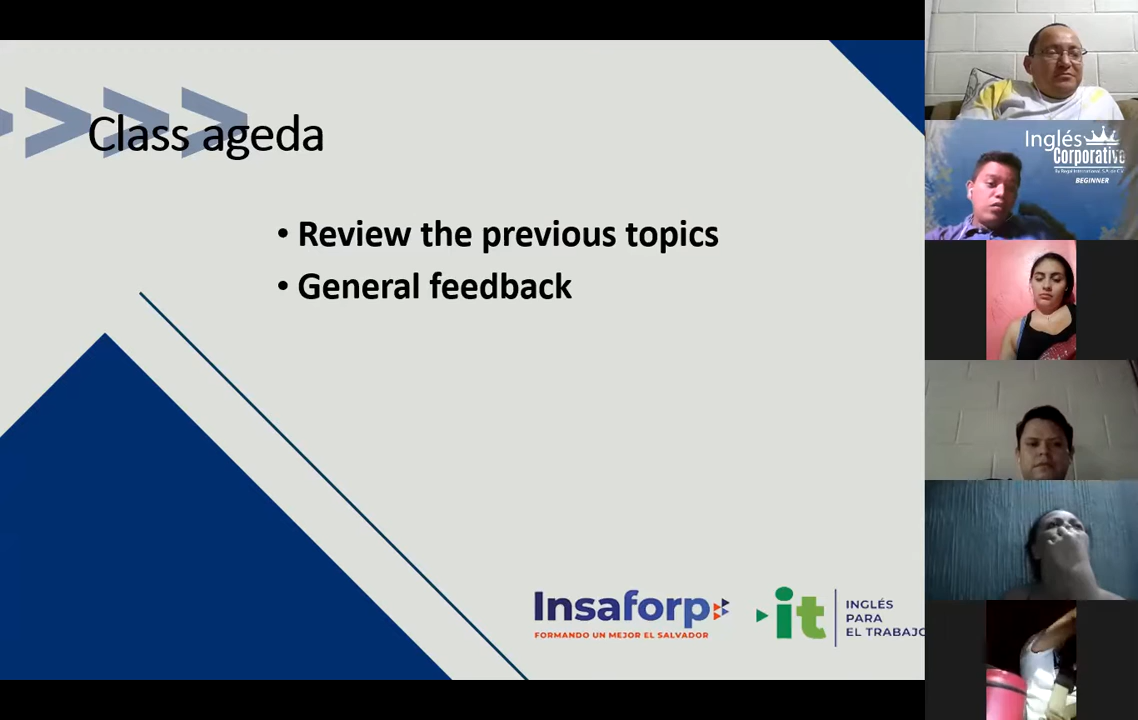 Class ageda
• Review the previous topics
• General feedback
Insaforp
FORMANDO UN MEJOR EL SALVADOR
it
INGLÉS
PARA
EL TRABAJO
Inglés
Corporativo
BEGINNER